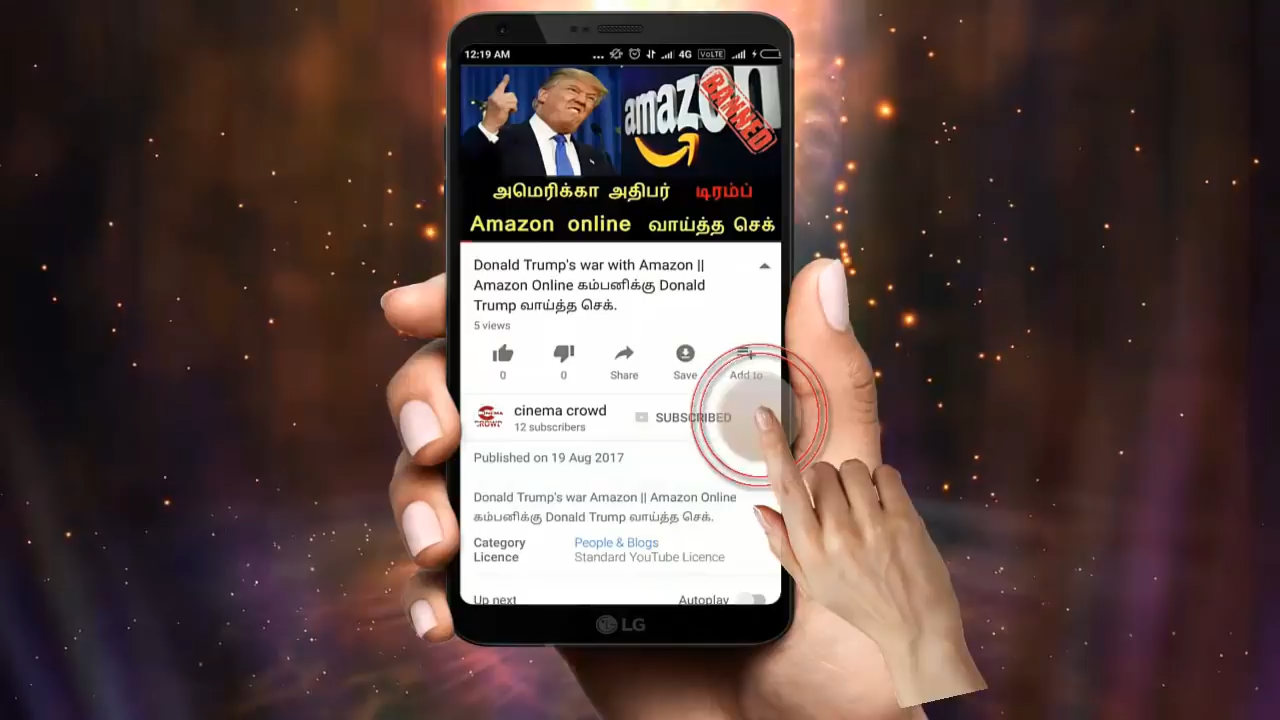 12:19 AM
4G VoLTE
amazon
BANNED
அமெரிக்கா அதிபர் டிரம்ப்
Amazon online வாய்த்த செக்
Donald Trump's war with Amazon ||
Amazon Online கம்பனிக்கு Donald
Trump வாய்த்த செக்.
5 views
0 0 Share Save Add to
CINEMA
CROWD
cinema crowd
SUBSCRIBED
12 subscribers
Published on 19 Aug 2017
Donald Trump's war Amazon || Amazon Online
கம்பனிக்கு Donald Trump வாய்த்த செக்.
Category People & Blogs
Licence Standard YouTube Licence
Up next Autoplay
LG